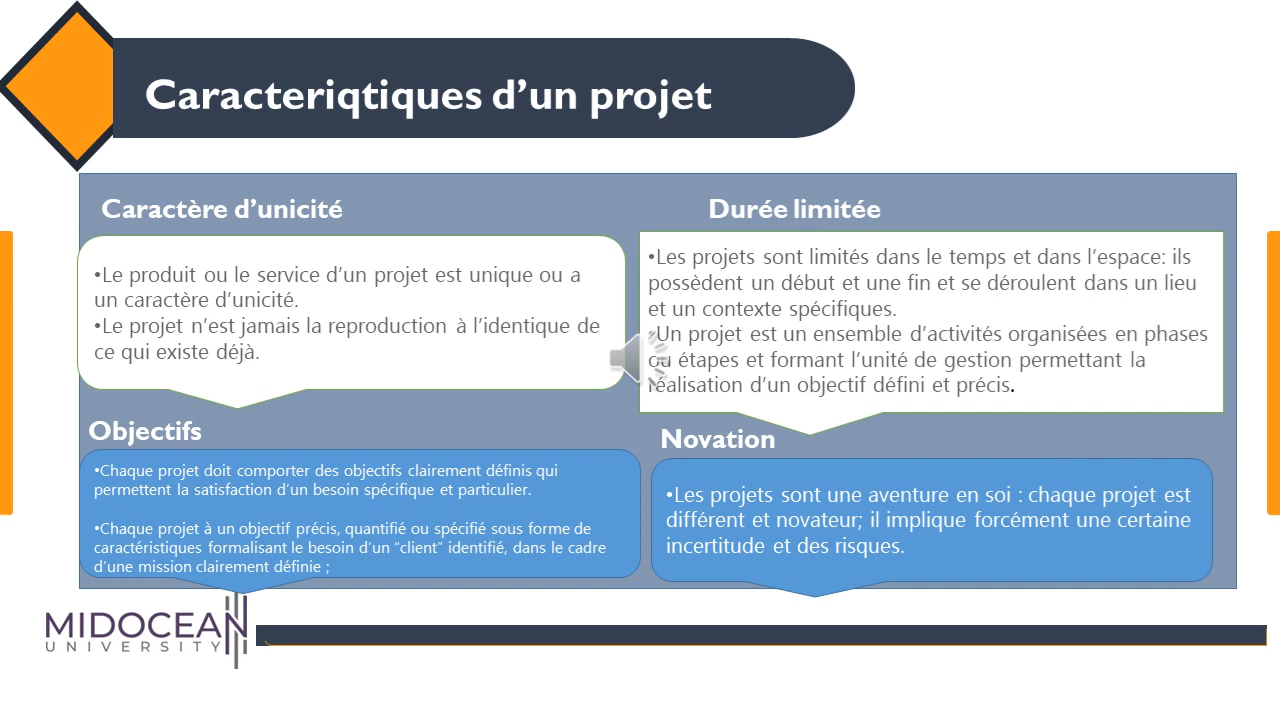 Caracteriqtiques d’un projet
Caractère d’unicité
•Le produit ou le service d’un projet est unique ou a
un caractère d’unicité.
•Le projet n’est jamais la reproduction à l’identique de
ce qui existe déjà.
Durée limitée
•Les projets sont limités dans le temps et dans l’espace: ils
possèdent un début et une fin et se déroulent dans un lieu
et un contexte spécifiques.
•Un projet est un ensemble d’activités organisées en phases
ou étapes et formant l’unité de gestion permettant la
réalisation d’un objectif défini et précis.
Objectifs
•Chaque projet doit comporter des objectifs clairement définis qui
permettent la satisfaction d’un besoin spécifique et particulier.
•Chaque projet à un objectif précis, quantifié ou spécifié sous forme de
caractéristiques formalisant le besoin d’un “client” identifié, dans le cadre
d’une mission clairement définie ;
Novation
•Les projets sont une aventure en soi : chaque projet est
différent et novateur; il implique forcément une certaine
incertitude et des risques.
MIDOCEAN
UNIVERSITY